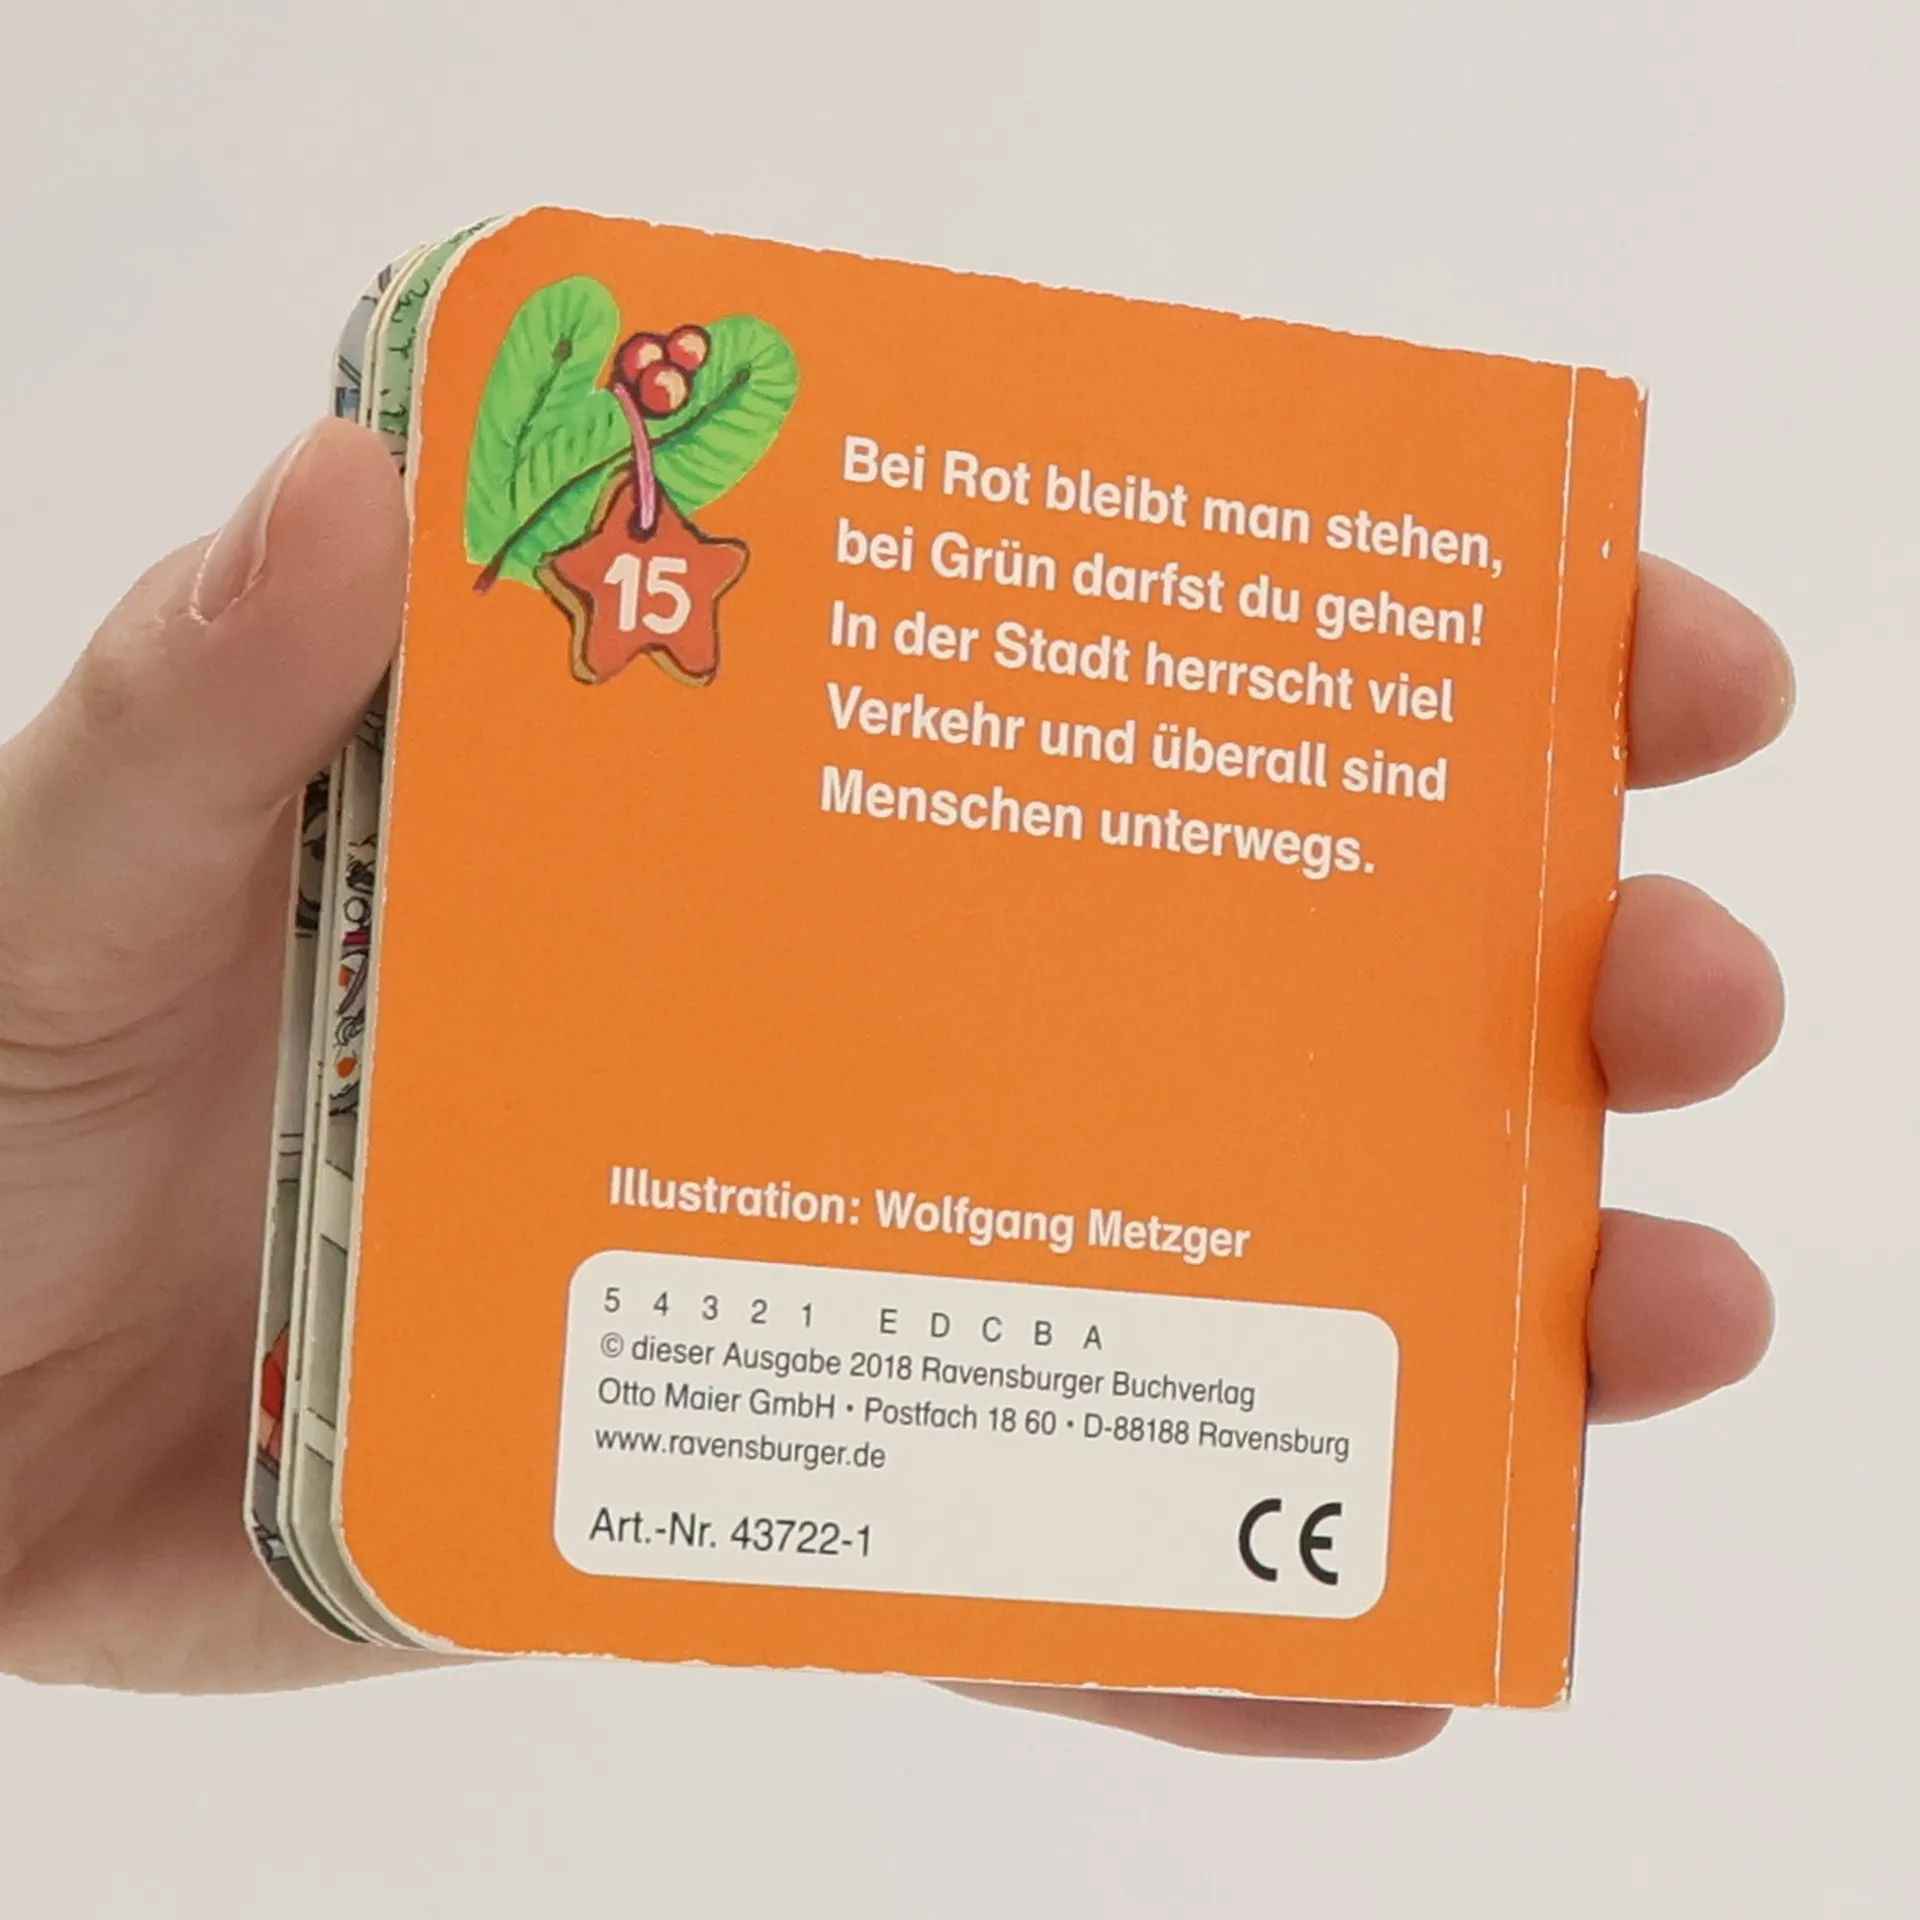 15
Bei Rot bleibt man stehen,
bei Grün darfst du gehen!
In der Stadt herrscht viel
Verkehr und überall sind
Menschen unterwegs.
Illustration: Wolfgang Metzger
5 4 3 2 1 E D C B A
© dieser Ausgabe 2018 Ravensburger Buchverlag
Otto Maier GmbH • Postfach 18 60 • D-88188 Ravensburg
www.ravensburger.de
Art.-Nr. 43722-1
CE